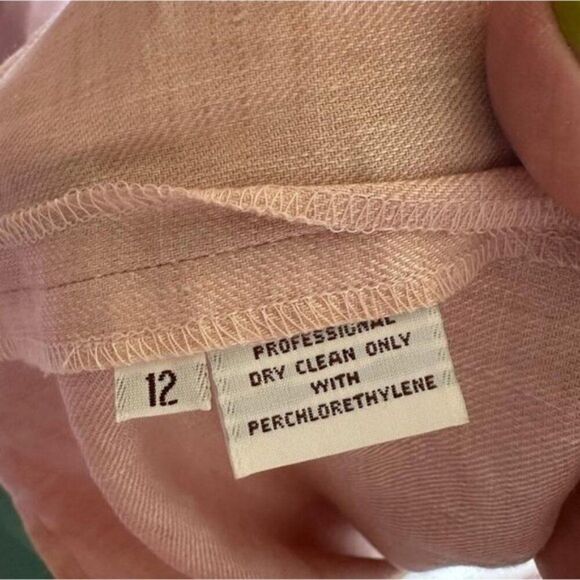 12
PROFESSIONAL
DRY CLEAN ONLY
WITH
PERCHLORETHYLENE